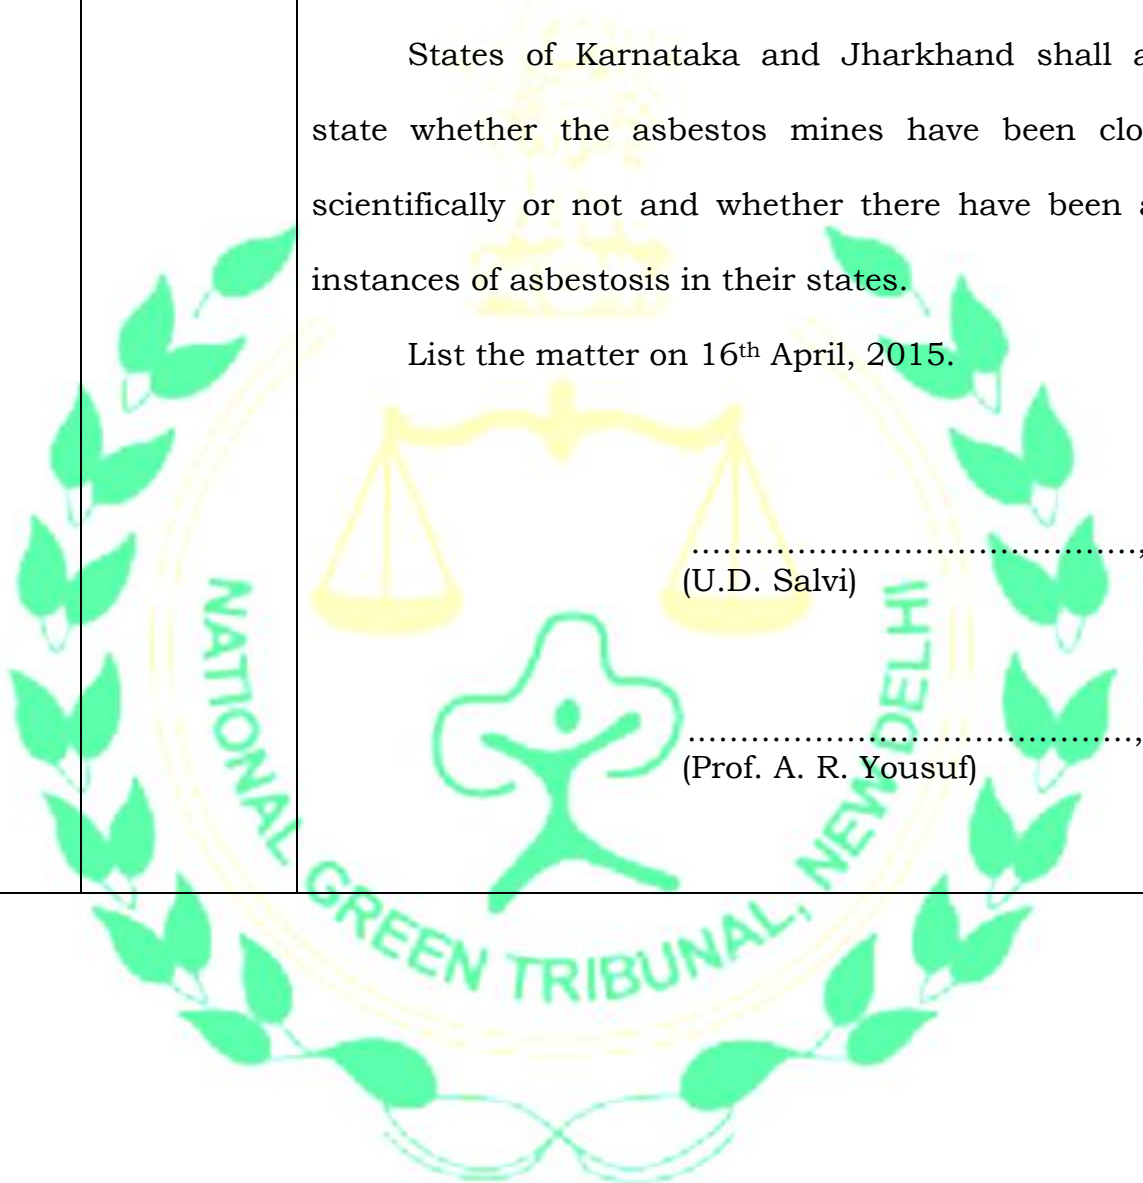 States of Karnataka and Jharkhand shall a
state whether the asbestos mines have been clo
scientifically or not and whether there have been a
instances of asbestosis in their states.
List the matter on 16th April, 2015.
……………………………………,
(U.D. Salvi)
……………………………………,
(Prof. A. R. Yousuf)
NATIONAL GREEN TRIBUNAL, NEW DELHI